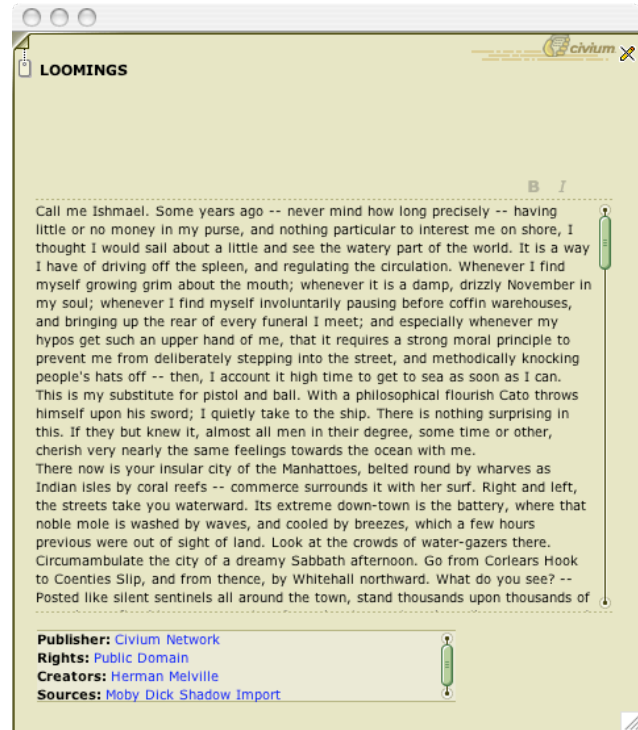 civium
LOOMINGS
B I
Call me Ishmael. Some years ago -- never mind how long precisely -- having
little or no money in my purse, and nothing particular to interest me on shore, I
thought I would sail about a little and see the watery part of the world. It is a way
I have of driving off the spleen, and regulating the circulation. Whenever I find
myself growing grim about the mouth; whenever it is a damp, drizzly November in
my soul; whenever I find myself involuntarily pausing before coffin warehouses,
and bringing up the rear of every funeral I meet; and especially whenever my
hypos get such an upper hand of me, that it requires a strong moral principle to
prevent me from deliberately stepping into the street, and methodically knocking
people's hats off -- then, I account it high time to get to sea as soon as I can.
This is my substitute for pistol and ball. With a philosophical flourish Cato throws
himself upon his sword; I quietly take to the ship. There is nothing surprising in
this. If they but knew it, almost all men in their degree, some time or other,
cherish very nearly the same feelings towards the ocean with me.
There now is your insular city of the Manhattoes, belted round by wharves as
Indian isles by coral reefs -- commerce surrounds it with her surf. Right and left,
the streets take you waterward. Its extreme down-town is the battery, where that
noble mole is washed by waves, and cooled by breezes, which a few hours
previous were out of sight of land. Look at the crowds of water-gazers there.
Circumambulate the city of a dreamy Sabbath afternoon. Go from Corlears Hook
to Coenties Slip, and from thence, by Whitehall northward. What do you see? --
Posted like silent sentinels all around the town, stand thousands upon thousands of
Publisher: Civium Network
Rights: Public Domain
Creators: Herman Melville
Sources: Moby Dick Shadow Import